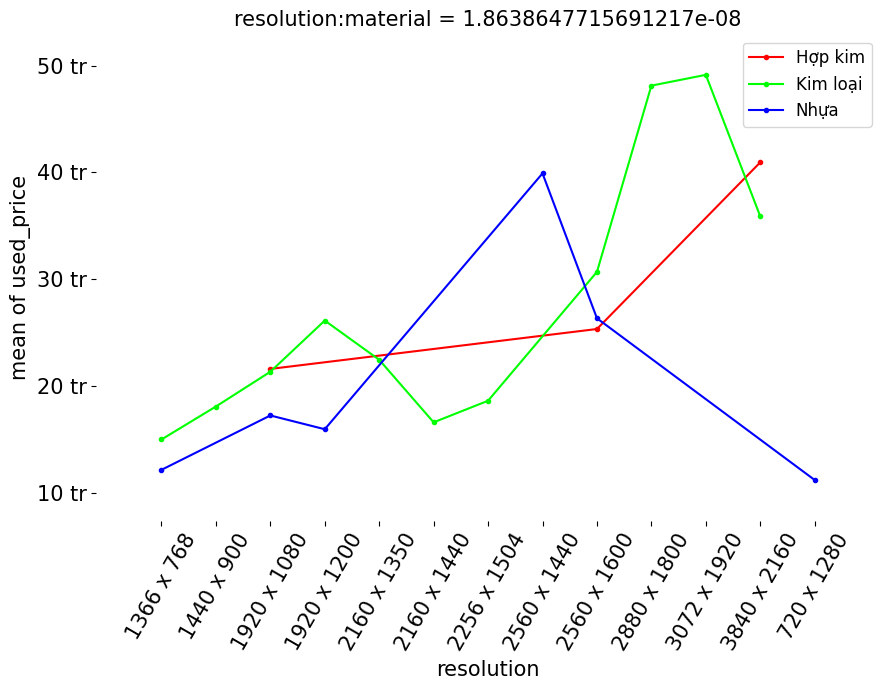 resolution:material = 1.8638647715691217e-08
50 tr
40 tr
30 tr
20 tr
10 tr
mean of used_price
Hợp kim
Kim loại
Nhựa
1366 x 768
1440 x 900
1920 x 1080
1920 x 1200
2160 x 1350
2160 x 1440
2256 x 1504
2560 x 1440
2560 x 1600
2880 x 1800
3072 x 1920
3840 x 2160
720 x 1280
resolution